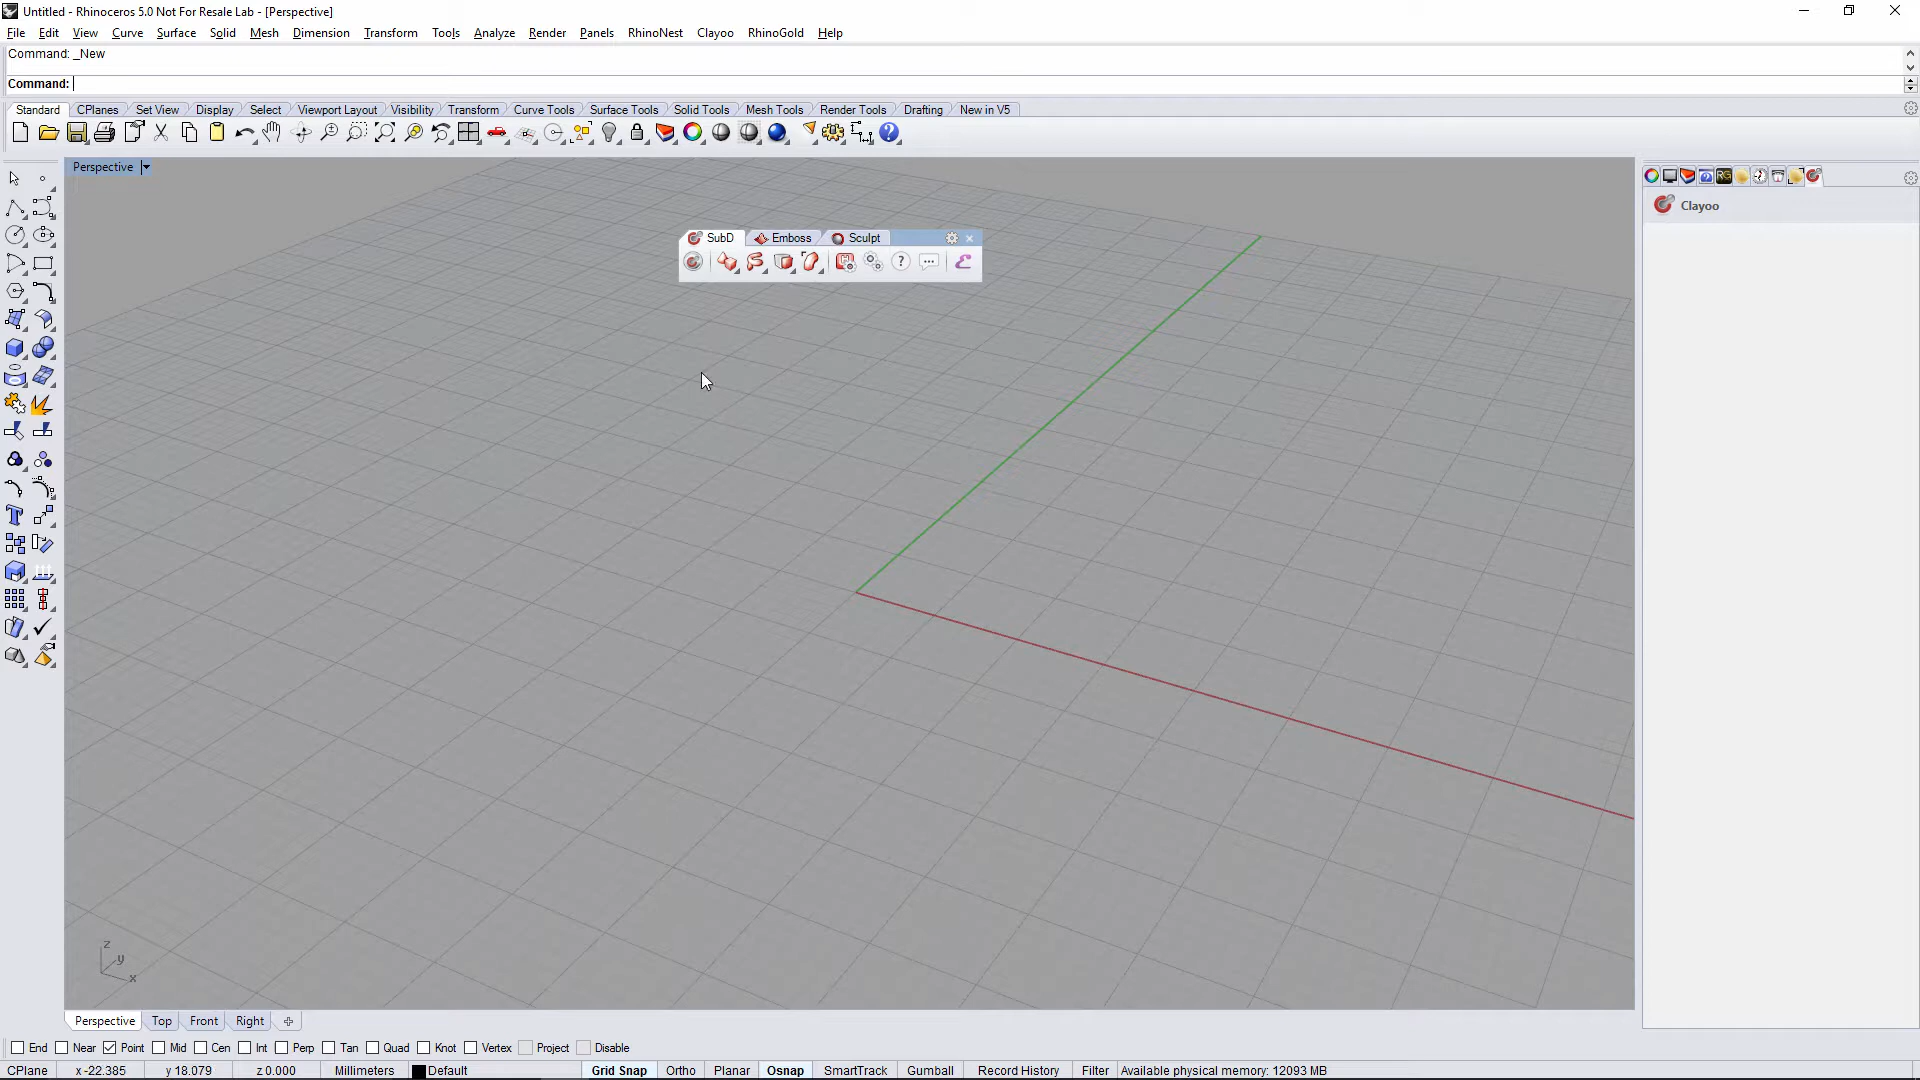 Untitled - Rhinoceros 5.0 Not For Resale Lab - [Perspective]
File Edit View Curve Surface Solid Mesh Dimension Transform Tools Analyze Render Panels RhinoNest Clayoo RhinoGold Help
Command: _New
Command:
Standard CPlanes Set View Display Select Viewport Layout Visibility Transform Curve Tools Surface Tools Solid Tools Mesh Tools Render Tools Drafting New in V5
Perspective
Clayoo
SubD Emboss Sculpt
z
y
x
Perspective Top Front Right
End Near Point Mid Cen Int Perp Tan Quad Knot Vertex Project Disable
CPlane x -22.385 y 18.079 z 0.000 Millimeters Default Grid Snap Ortho Planar Osnap SmartTrack Gumball Record History Filter Available physical memory: 12093 MB